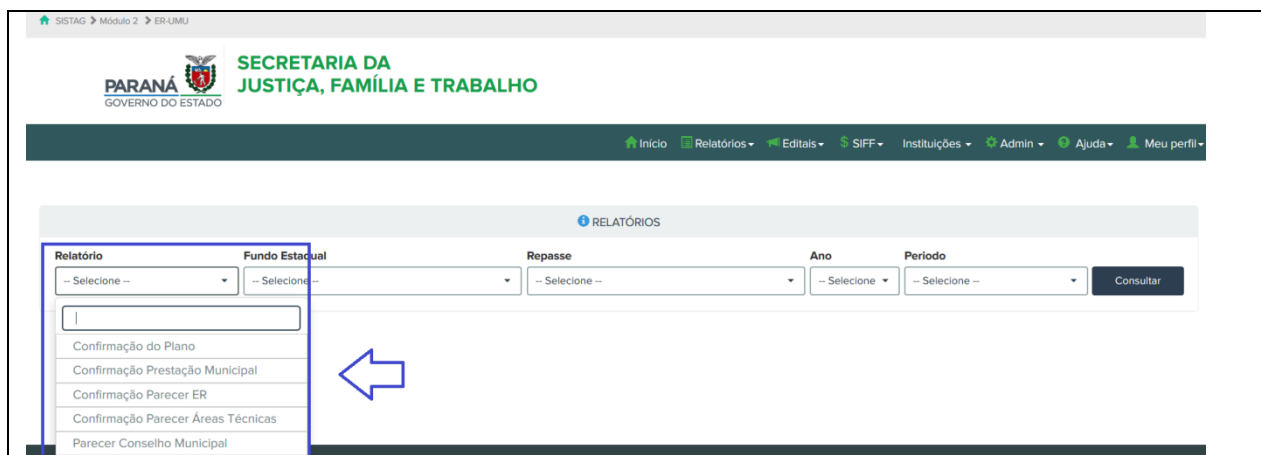 SISTAG > Módulo 2 > ER-UMU
SECRETARIA DA
JUSTIÇA, FAMÍLIA E TRABALHO
PARANÁ
GOVERNO DO ESTADO
Início Relatórios Editais $ SIFF Instituições Admin Ajuda Meu perfil
RELATÓRIOS
Relatório Fundo Estadual Repasse Ano Periodo
-- Selecione -- -- Selecione -- -- Selecione -- -- Selecione -- Selecione -- Consultar
Confirmação do Plano
Confirmação Prestação Municipal
Confirmação Parecer ER
Confirmação Parecer Áreas Técnicas
Parecer Conselho Municipal